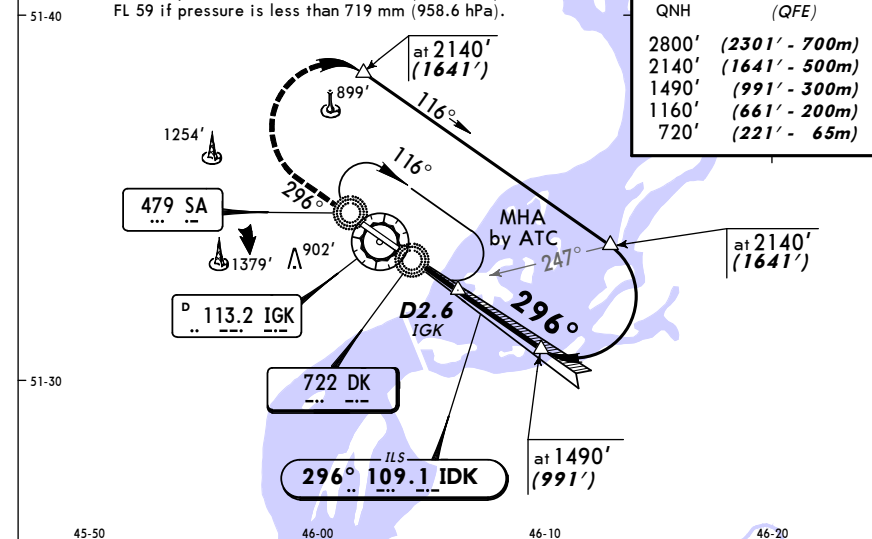 FL 59 if pressure is less than 719 mm (958.6 hPa).
51-40
QNH (QFE)
2800' (2301' - 700m)
2140' (1641' - 500m)
1490' (991' - 300m)
1160' (661' - 200m)
720' (221' - 65m)
at 2140'
(1641')
899'
116°
1254'
116°
296°
479 SA
MHA
by ATC
247°
at 2140'
(1641')
1379'
902'
D 113.2 IGK
D2.6
IGK
296°
51-30
722 DK
ILS
296° 109.1 IDK
at 1490'
(991')
45-50
46-00
46-10
46-20